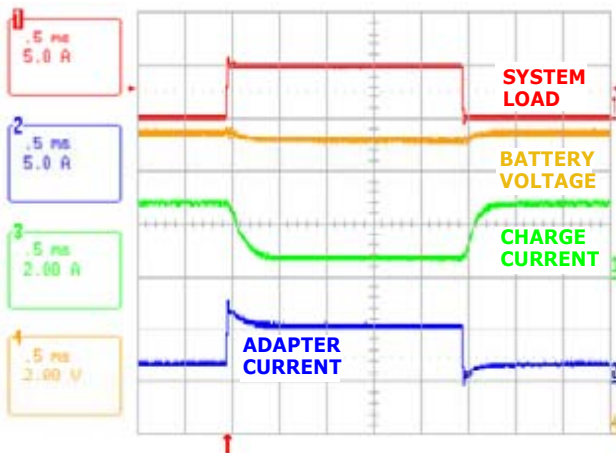 1
.5 ms
5.0 A
2
.5 ms
5.0 A
3
.5 ms
2.00 A
4
.5 ms
2.00 V
SYSTEM
LOAD
BATTERY
VOLTAGE
CHARGE
CURRENT
ADAPTER
CURRENT